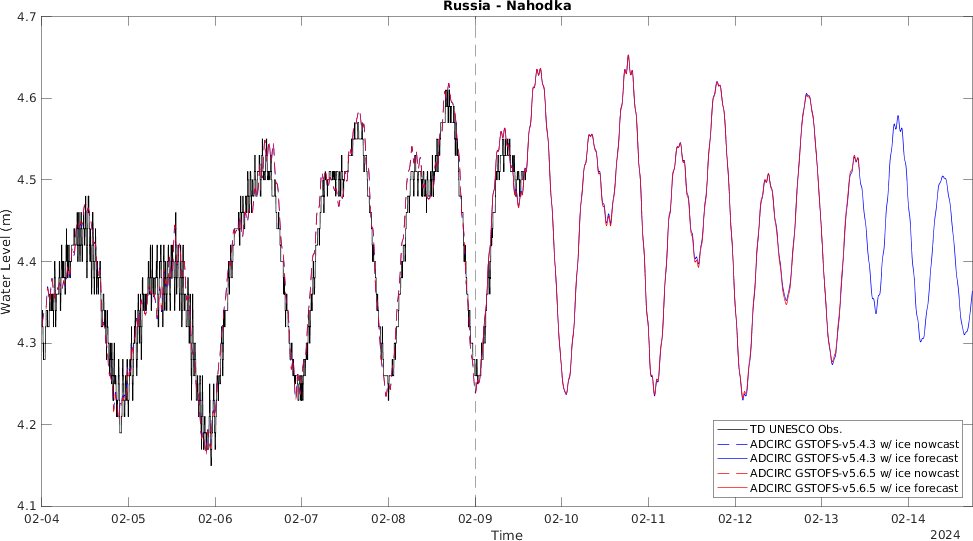 Russia - Nahodka
4.7
4.6
4.5
4.4
4.3
4.2
4.1
Water Level (m)
TD UNESCO Obs.
ADCIRC GSTOFS-v5.4.3 w/ ice nowcast
ADCIRC GSTOFS-v5.4.3 w/ ice forecast
ADCIRC GSTOFS-v5.6.5 w/ ice nowcast
ADCIRC GSTOFS-v5.6.5 w/ ice forecast
02-04 02-05 02-06 02-07 02-08 02-09 02-10 02-11 02-12 02-13 02-14
Time
2024